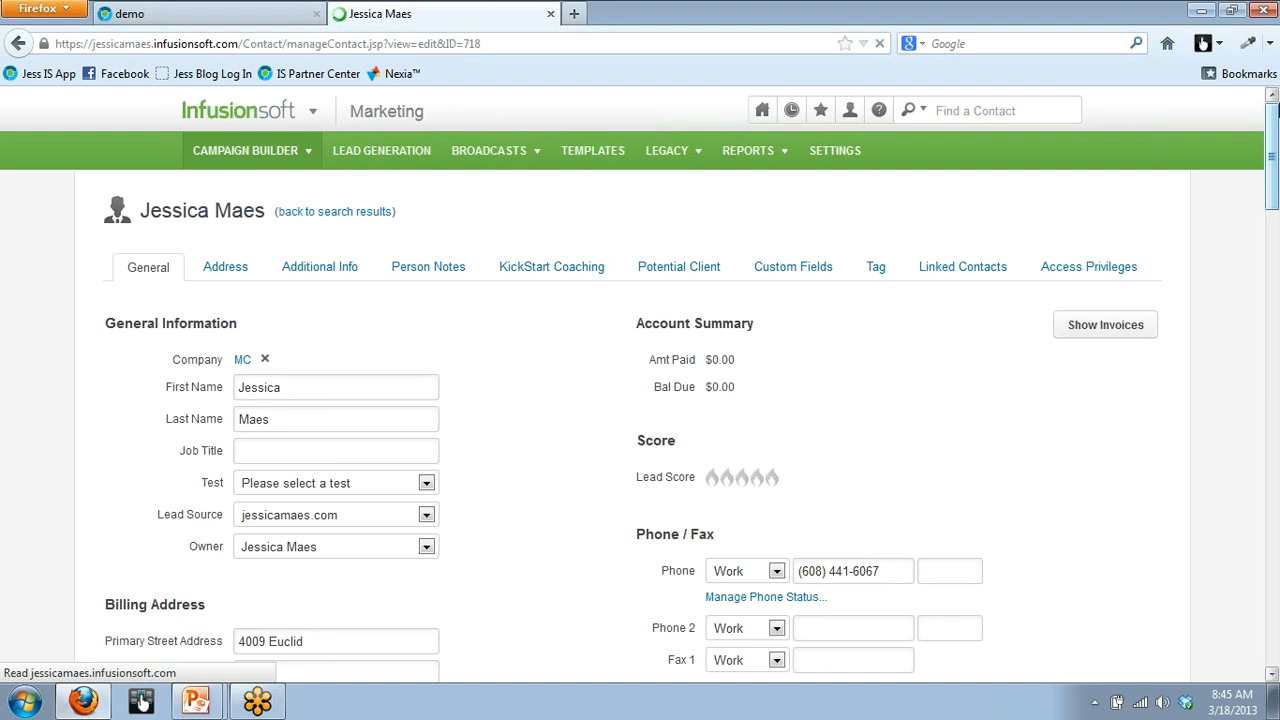 Firefox
demo
Jessica Maes
https://jessicamaes.infusionsoft.com/Contact/manageContact.jsp?view=edit&ID=718
Google
Jess IS App Facebook Jess Blog Log In IS Partner Center Nexia™
Bookmarks
Infusionsoft Marketing
Find a Contact
CAMPAIGN BUILDER LEAD GENERATION BROADCASTS TEMPLATES LEGACY REPORTS SETTINGS
Jessica Maes (back to search results)
General Address Additional Info Person Notes KickStart Coaching Potential Client Custom Fields Tag Linked Contacts Access Privileges
General Information
Company MC
First Name Jessica
Last Name Maes
Job Title
Test Please select a test
Lead Source jessicamaes.com
Owner Jessica Maes
Billing Address
Primary Street Address 4009 Euclid
Account Summary
Show Invoices
Amt Paid $0.00
Bal Due $0.00
Score
Lead Score
Phone / Fax
Phone Work (608) 441-6067
Manage Phone Status...
Phone 2 Work
Fax 1 Work
Read jessicamaes.infusionsoft.com
8:45 AM
3/18/2013